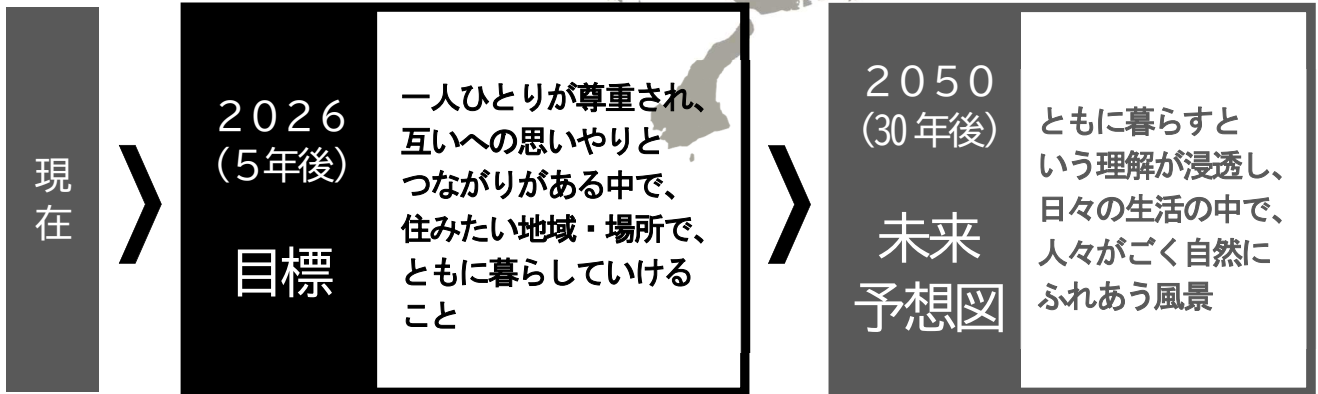 現
在
２０２６
（５年後）
目標
一人ひとりが尊重され、
互いへの思いやりと
つながりがある中で、
住みたい地域・場所で、
ともに暮らしていける
こと
２０５０
（30 年後）
未来
予想図
ともに暮らすと
いう理解が浸透し、
日々の生活の中で、
人々がごく自然に
ふれあう風景